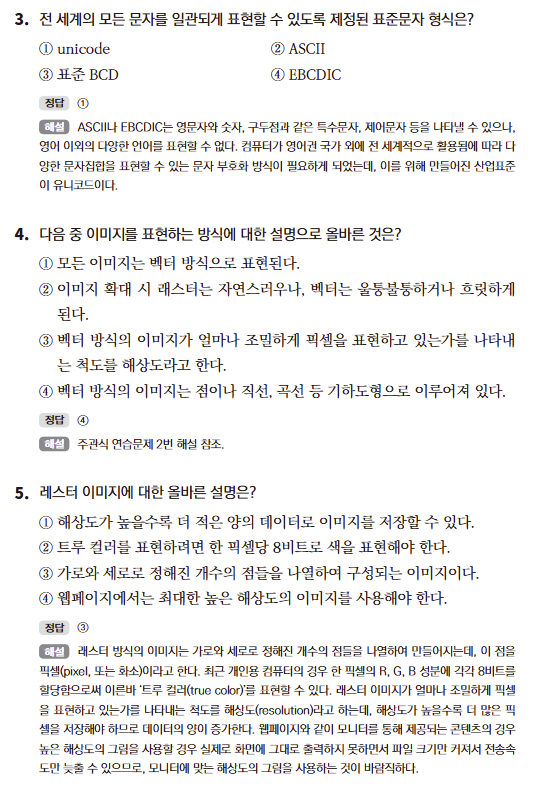 3. 전 세계의 모든 문자를 일관되게 표현할 수 있도록 제정된 표준문자 형식은?
① unicode ② ASCII
③ 표준 BCD ④ EBCDIC
정답 ①
해설 ASCII나 EBCDIC는 영문자와 숫자, 구두점과 같은 특수문자, 제어문자 등을 나타낼 수 있으나,
영어 이외의 다양한 언어를 표현할 수 없다. 컴퓨터가 영어권 국가 외에 전 세계적으로 활용됨에 따라 다
양한 문자집합을 표현할 수 있는 문자 부호화 방식이 필요하게 되었는데, 이를 위해 만들어진 산업표준
이 유니코드이다.
4. 다음 중 이미지를 표현하는 방식에 대한 설명으로 올바른 것은?
① 모든 이미지는 벡터 방식으로 표현된다.
② 이미지 확대 시 래스터는 자연스러우나, 벡터는 울퉁불퉁하거나 흐릿하게
된다.
③ 벡터 방식의 이미지가 얼마나 조밀하게 픽셀을 표현하고 있는가를 나타내
는 척도를 해상도라고 한다.
④ 벡터 방식의 이미지는 점이나 직선, 곡선 등 기하도형으로 이루어져 있다.
정답 ④
해설 주관식 연습문제 2번 해설 참조.
5. 레스터 이미지에 대한 올바른 설명은?
① 해상도가 높을수록 더 적은 양의 데이터로 이미지를 저장할 수 있다.
② 트루 컬러를 표현하려면 한 픽셀당 8비트로 색을 표현해야 한다.
③ 가로와 세로로 정해진 개수의 점들을 나열하여 구성되는 이미지이다.
④ 웹페이지에서는 최대한 높은 해상도의 이미지를 사용해야 한다.
정답 ③
해설 래스터 방식의 이미지는 가로와 세로로 정해진 개수의 점들을 나열하여 만들어지는데, 이 점을
픽셀(pixel, 또는 화소)이라고 한다. 최근 개인용 컴퓨터의 경우 한 픽셀의 R, G, B 성분에 각각 8비트를
할당함으로써 이른바 '트루 컬러(true color)'를 표현할 수 있다. 래스터 이미지가 얼마나 조밀하게 픽셀
을 표현하고 있는가를 나타내는 척도를 해상도(resolution)라고 하는데, 해상도가 높을수록 더 많은 픽
셀을 저장해야 하므로 데이터의 양이 증가한다. 웹페이지와 같이 모니터를 통해 제공되는 콘텐츠의 경우
높은 해상도의 그림을 사용할 경우 실제로 화면에 그대로 출력하지 못하면서 파일 크기만 커져서 전송속
도만 늦출 수 있으므로, 모니터에 맞는 해상도의 그림을 사용하는 것이 바람직하다.